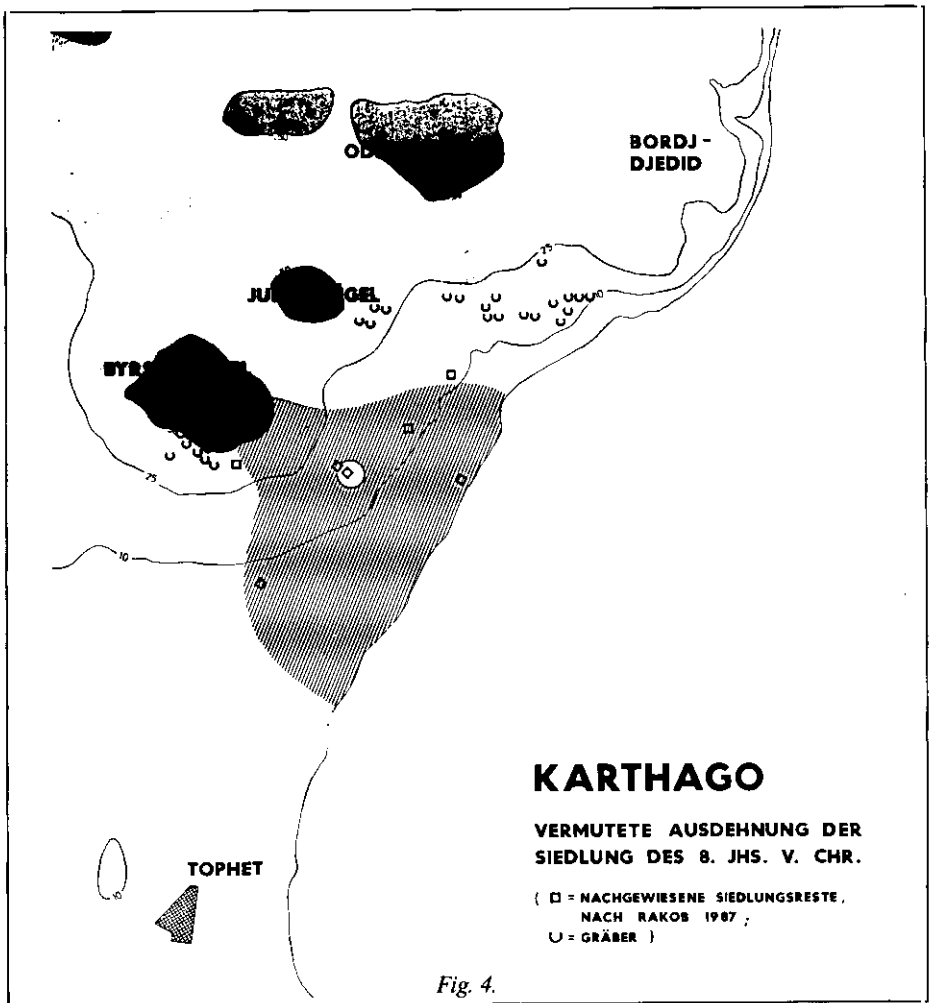 BORDJ-
DJEDID
25
10
25
10
KARTHAGO
VERMUTETE AUSDEHNUNG DER
SIEDLUNG DES 8. JHS. V. CHR.
TOPHET
10
( □ = NACHGEWIESENE SIEDLUNGSRESTE,
NACH RAKOB 1987 ;
U = GRÄBER )
Fig. 4.